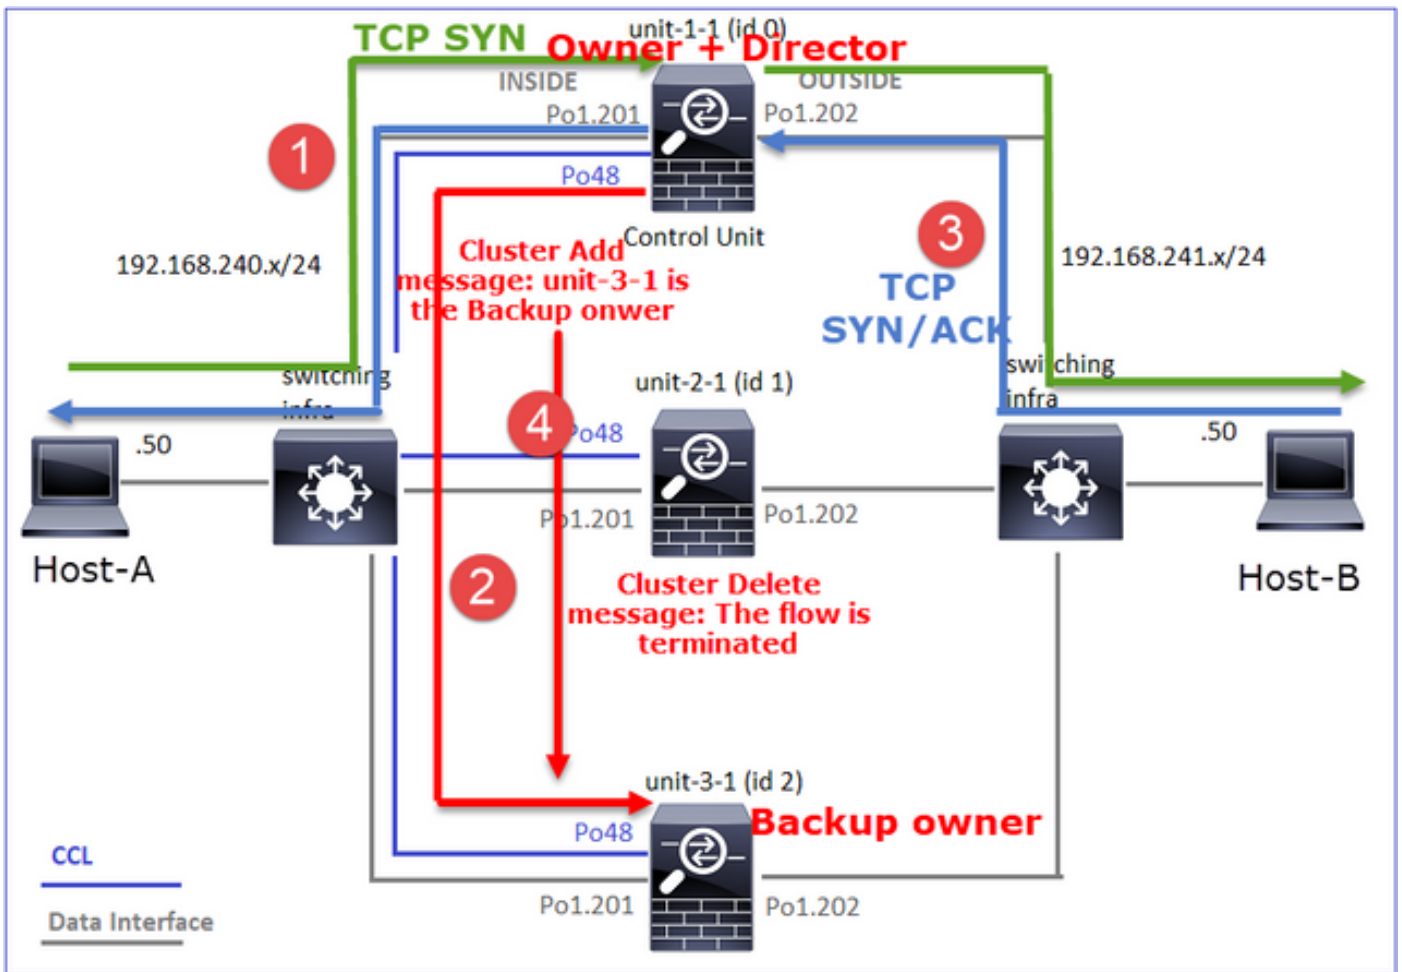 unit-1-1 (id 0)
TCP SYN
Owner + Director
INSIDE
OUTSIDE
Po1.201
Po1.202
1
Po48
3
Control Unit
192.168.240.x/24
Cluster Add
message: unit-3-1 is
the Backup onwer
192.168.241.x/24
TCP
SYN/ACK
switching
infra
unit-2-1 (id 1)
switching
infra
4
Po48
.50
.50
Po1.201
Po1.202
Host-A
Host-B
2
Cluster Delete
message: The flow is
terminated
unit-3-1 (id 2)
Backup owner
Po48
CCL
Po1.201
Po1.202
Data Interface